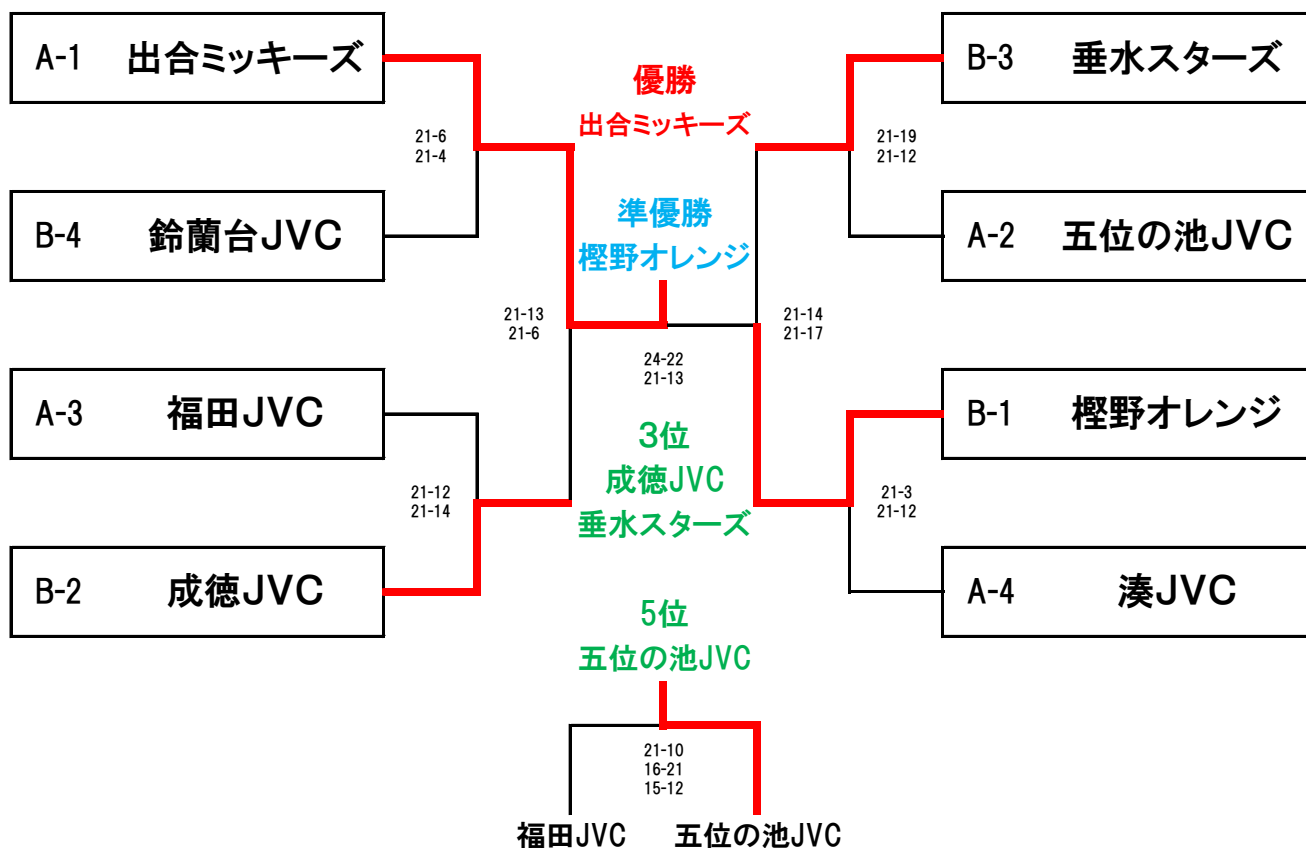 A-1 出合ミッキーズ
21-6
21-4
B-4 鈴蘭台JVC
21-13
21-6
A-3 福田JVC
21-12
21-14
B-2 成徳JVC
優勝
出合ミッキーズ
準優勝
樫野オレンジ
24-22
21-13
3位
成徳JVC
垂水スターズ
5位
五位の池JVC
21-10
16-21
15-12
福田JVC 五位の池JVC
B-3 垂水スターズ
21-19
21-12
A-2 五位の池JVC
21-14
21-17
B-1 樫野オレンジ
21-3
21-12
A-4 湊JVC